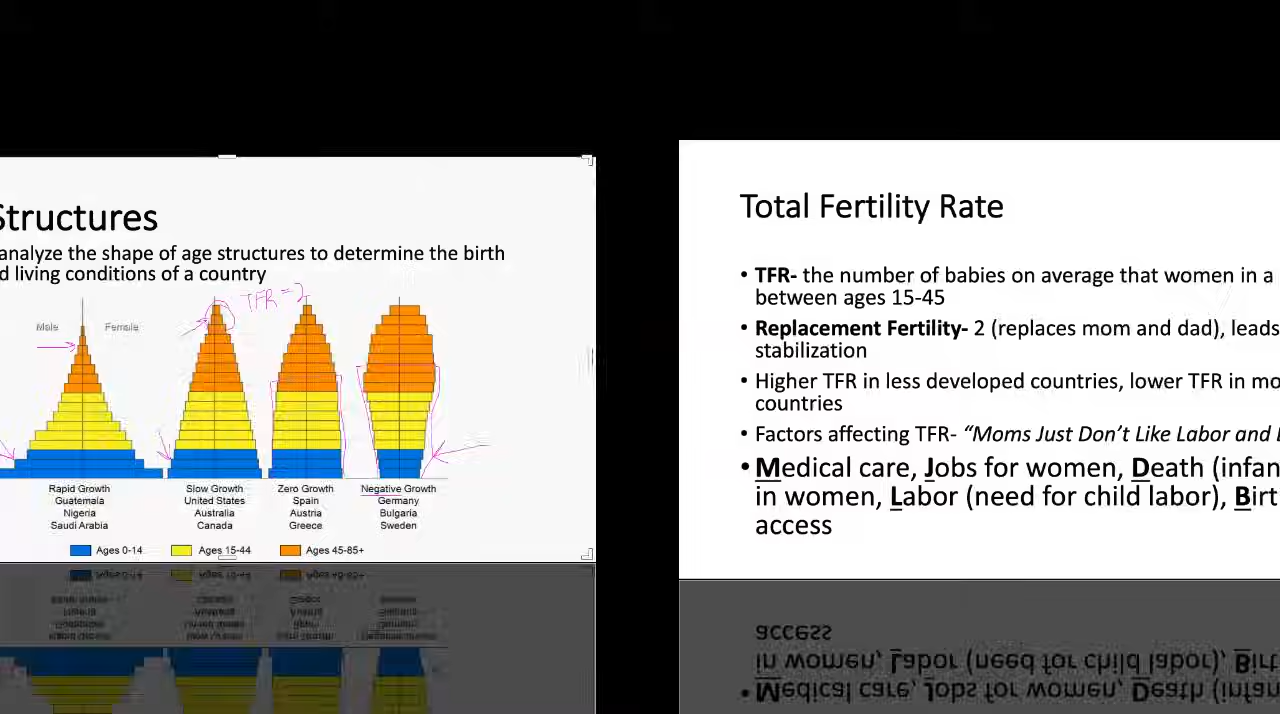 Structures
analyze the shape of age structures to determine the birth
living conditions of a country
TFR = 2
Male Female
Rapid Growth
Guatemala
Nigeria
Saudi Arabia
Slow Growth
United States
Australia
Canada
Zero Growth
Spain
Austria
Greece
Negative Growth
Germany
Bulgaria
Sweden
Ages 0-14 Ages 15-44 Ages 45-85+
Total Fertility Rate
• TFR- the number of babies on average that women in a
between ages 15-45
• Replacement Fertility- 2 (replaces mom and dad), leads
stabilization
• Higher TFR in less developed countries, lower TFR in mo
countries
• Factors affecting TFR- “Moms Just Don’t Like Labor and
• Medical care, Jobs for women, Death (infan
in women, Labor (need for child labor), Birt
access